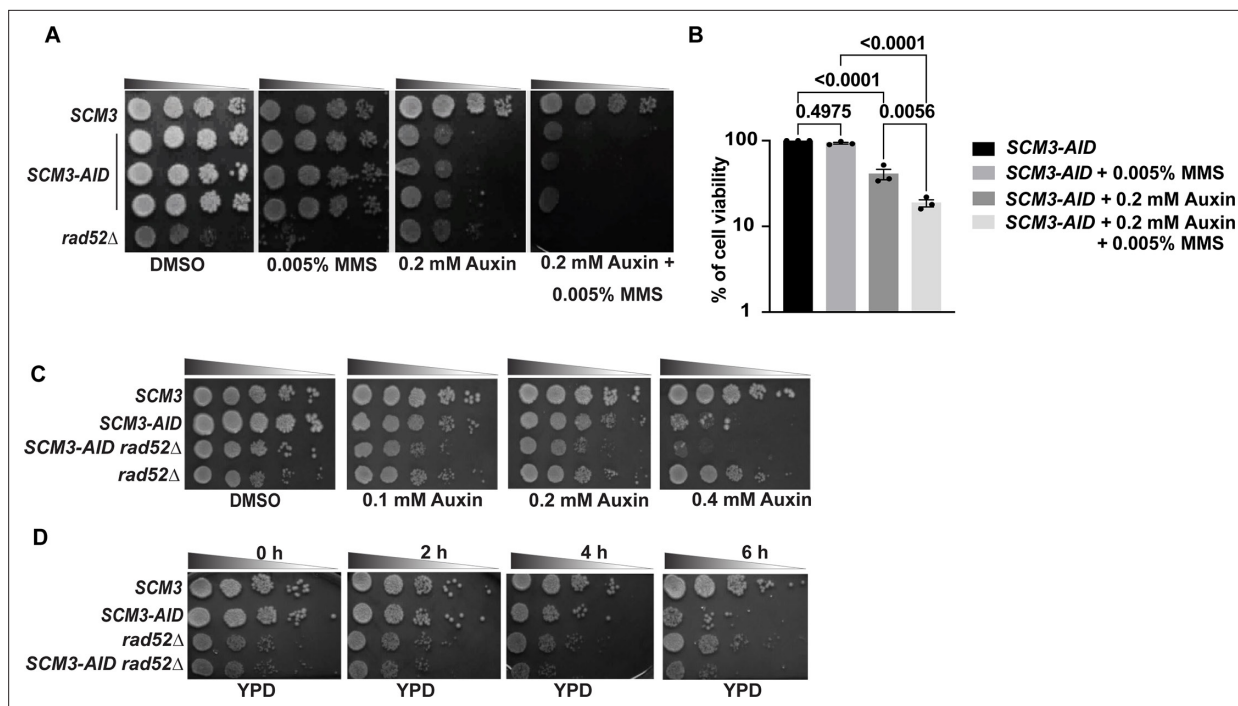 A
SCM3
SCM3-AID
rad52Δ
DMSO
0.005% MMS
0.2 mM Auxin
0.2 mM Auxin +
0.005% MMS
B
<0.0001
<0.0001
0.4975
0.0056
100
10
1
% of cell viability
SCM3-AID
SCM3-AID + 0.005% MMS
SCM3-AID + 0.2 mM Auxin
SCM3-AID + 0.2 mM Auxin
+ 0.005% MMS
C
SCM3
SCM3-AID
SCM3-AID rad52Δ
rad52Δ
DMSO
0.1 mM Auxin
0.2 mM Auxin
0.4 mM Auxin
D
0 h
2 h
4 h
6 h
SCM3
SCM3-AID
rad52Δ
SCM3-AID rad52Δ
YPD
YPD
YPD
YPD